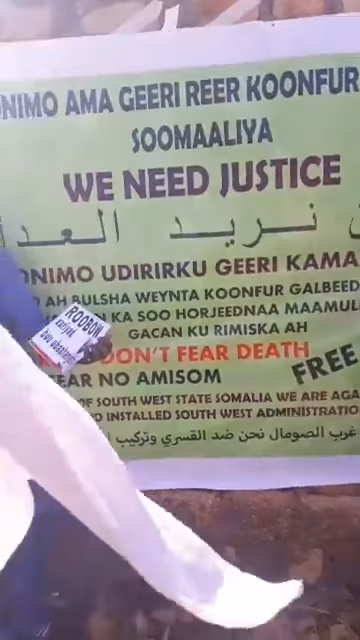 NIMO AMA GEERI REER KOONFUR
SOOMAALIYA
WE NEED JUSTICE
نريد العدا
ONIMO UDIRIRKU GEERI KAMA
AH BULSHA WEYNTA KOONFUR GALBEED
KA SOO HORJEEDNAA MAAMUL
GACAN KU RIMISKA AH
DON'T FEAR DEATH
FEAR NO AMISOM
FREE
OF SOUTH WEST STATE SOMALIA WE ARE AGA
INSTALLED SOUTH WEST ADMINISTRATIO
غرب الصومال نحن ضد القسري وتركيب
ROOBOW